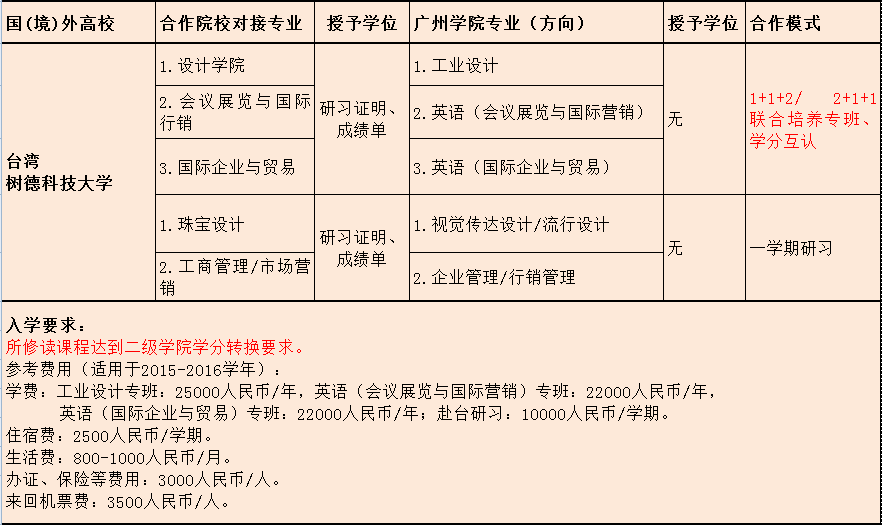 国(境)外高校 合作院校对接专业 授予学位 广州学院专业（方向） 授予学位 合作模式
台湾
树德科技大学
1.设计学院
2.会议展览与国际
行销
3.国际企业与贸易
研习证明、
成绩单
1.工业设计
2.英语（会议展览与国际营销）
3.英语（国际企业与贸易）
无
1+1+2/ 2+1+1
联合培养专班、
学分互认
1.珠宝设计
2.工商管理/市场营
销
研习证明、
成绩单
1.视觉传达设计/流行设计
2.企业管理/行销管理
无
一学期研习
入学要求：
所修读课程达到二级学院学分转换要求。
参考费用（适用于2015-2016学年）：
学费：工业设计专班：25000人民币/年，英语（会议展览与国际营销）专班：22000人民币/年，
英语（国际企业与贸易）专班：22000人民币/年；赴台研习：10000人民币/学期。
住宿费：2500人民币/学期。
生活费：800-1000人民币/月。
办证、保险等费用：3000人民币/人。
来回机票费：3500人民币/人。